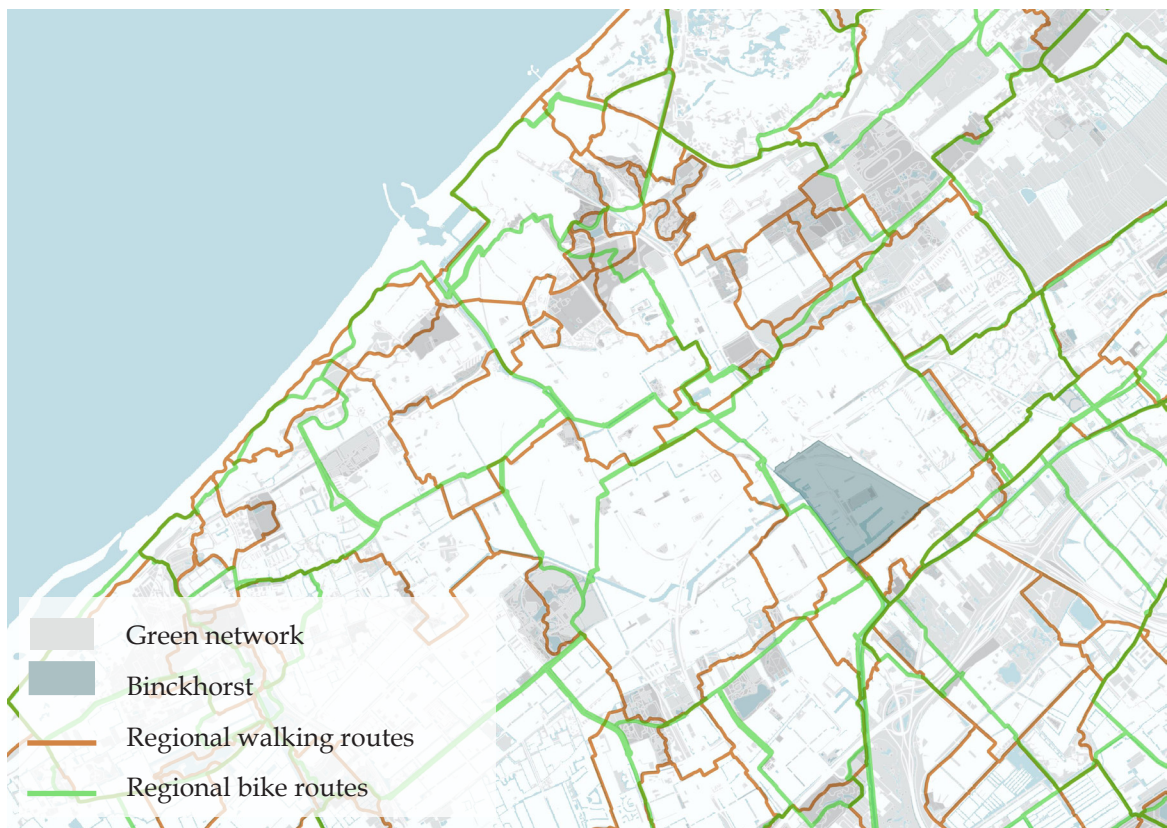 Green network
Binckhorst
Regional walking routes
Regional bike routes